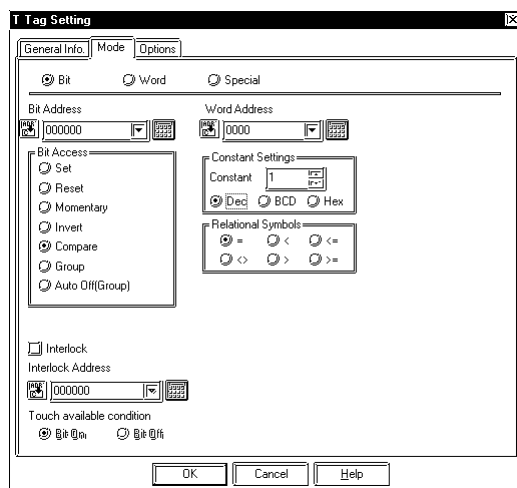 T Tag Setting
General Info. Mode Options
Bit Word Special
Bit Address Word Address
000000 0000
Bit Access
Set
Reset
Momentary
Invert
Compare
Group
Auto Off(Group)
Constant Settings
Constant 1
Dec BCD Hex
Relational Symbols
= < <=
<> > >=
Interlock
Interlock Address
000000
Touch available condition
Bit On Bit Off
OK Cancel Help